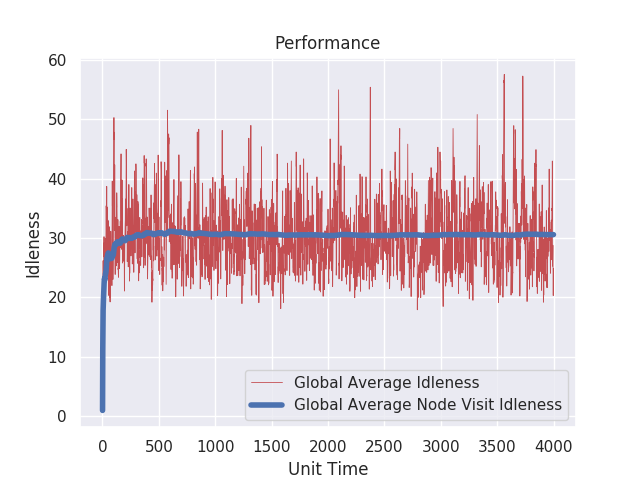 Performance
60
50
40
30
20
10
0
Idleness
Global Average Idleness
Global Average Node Visit Idleness
0 500 1000 1500 2000 2500 3000 3500 4000
Unit Time